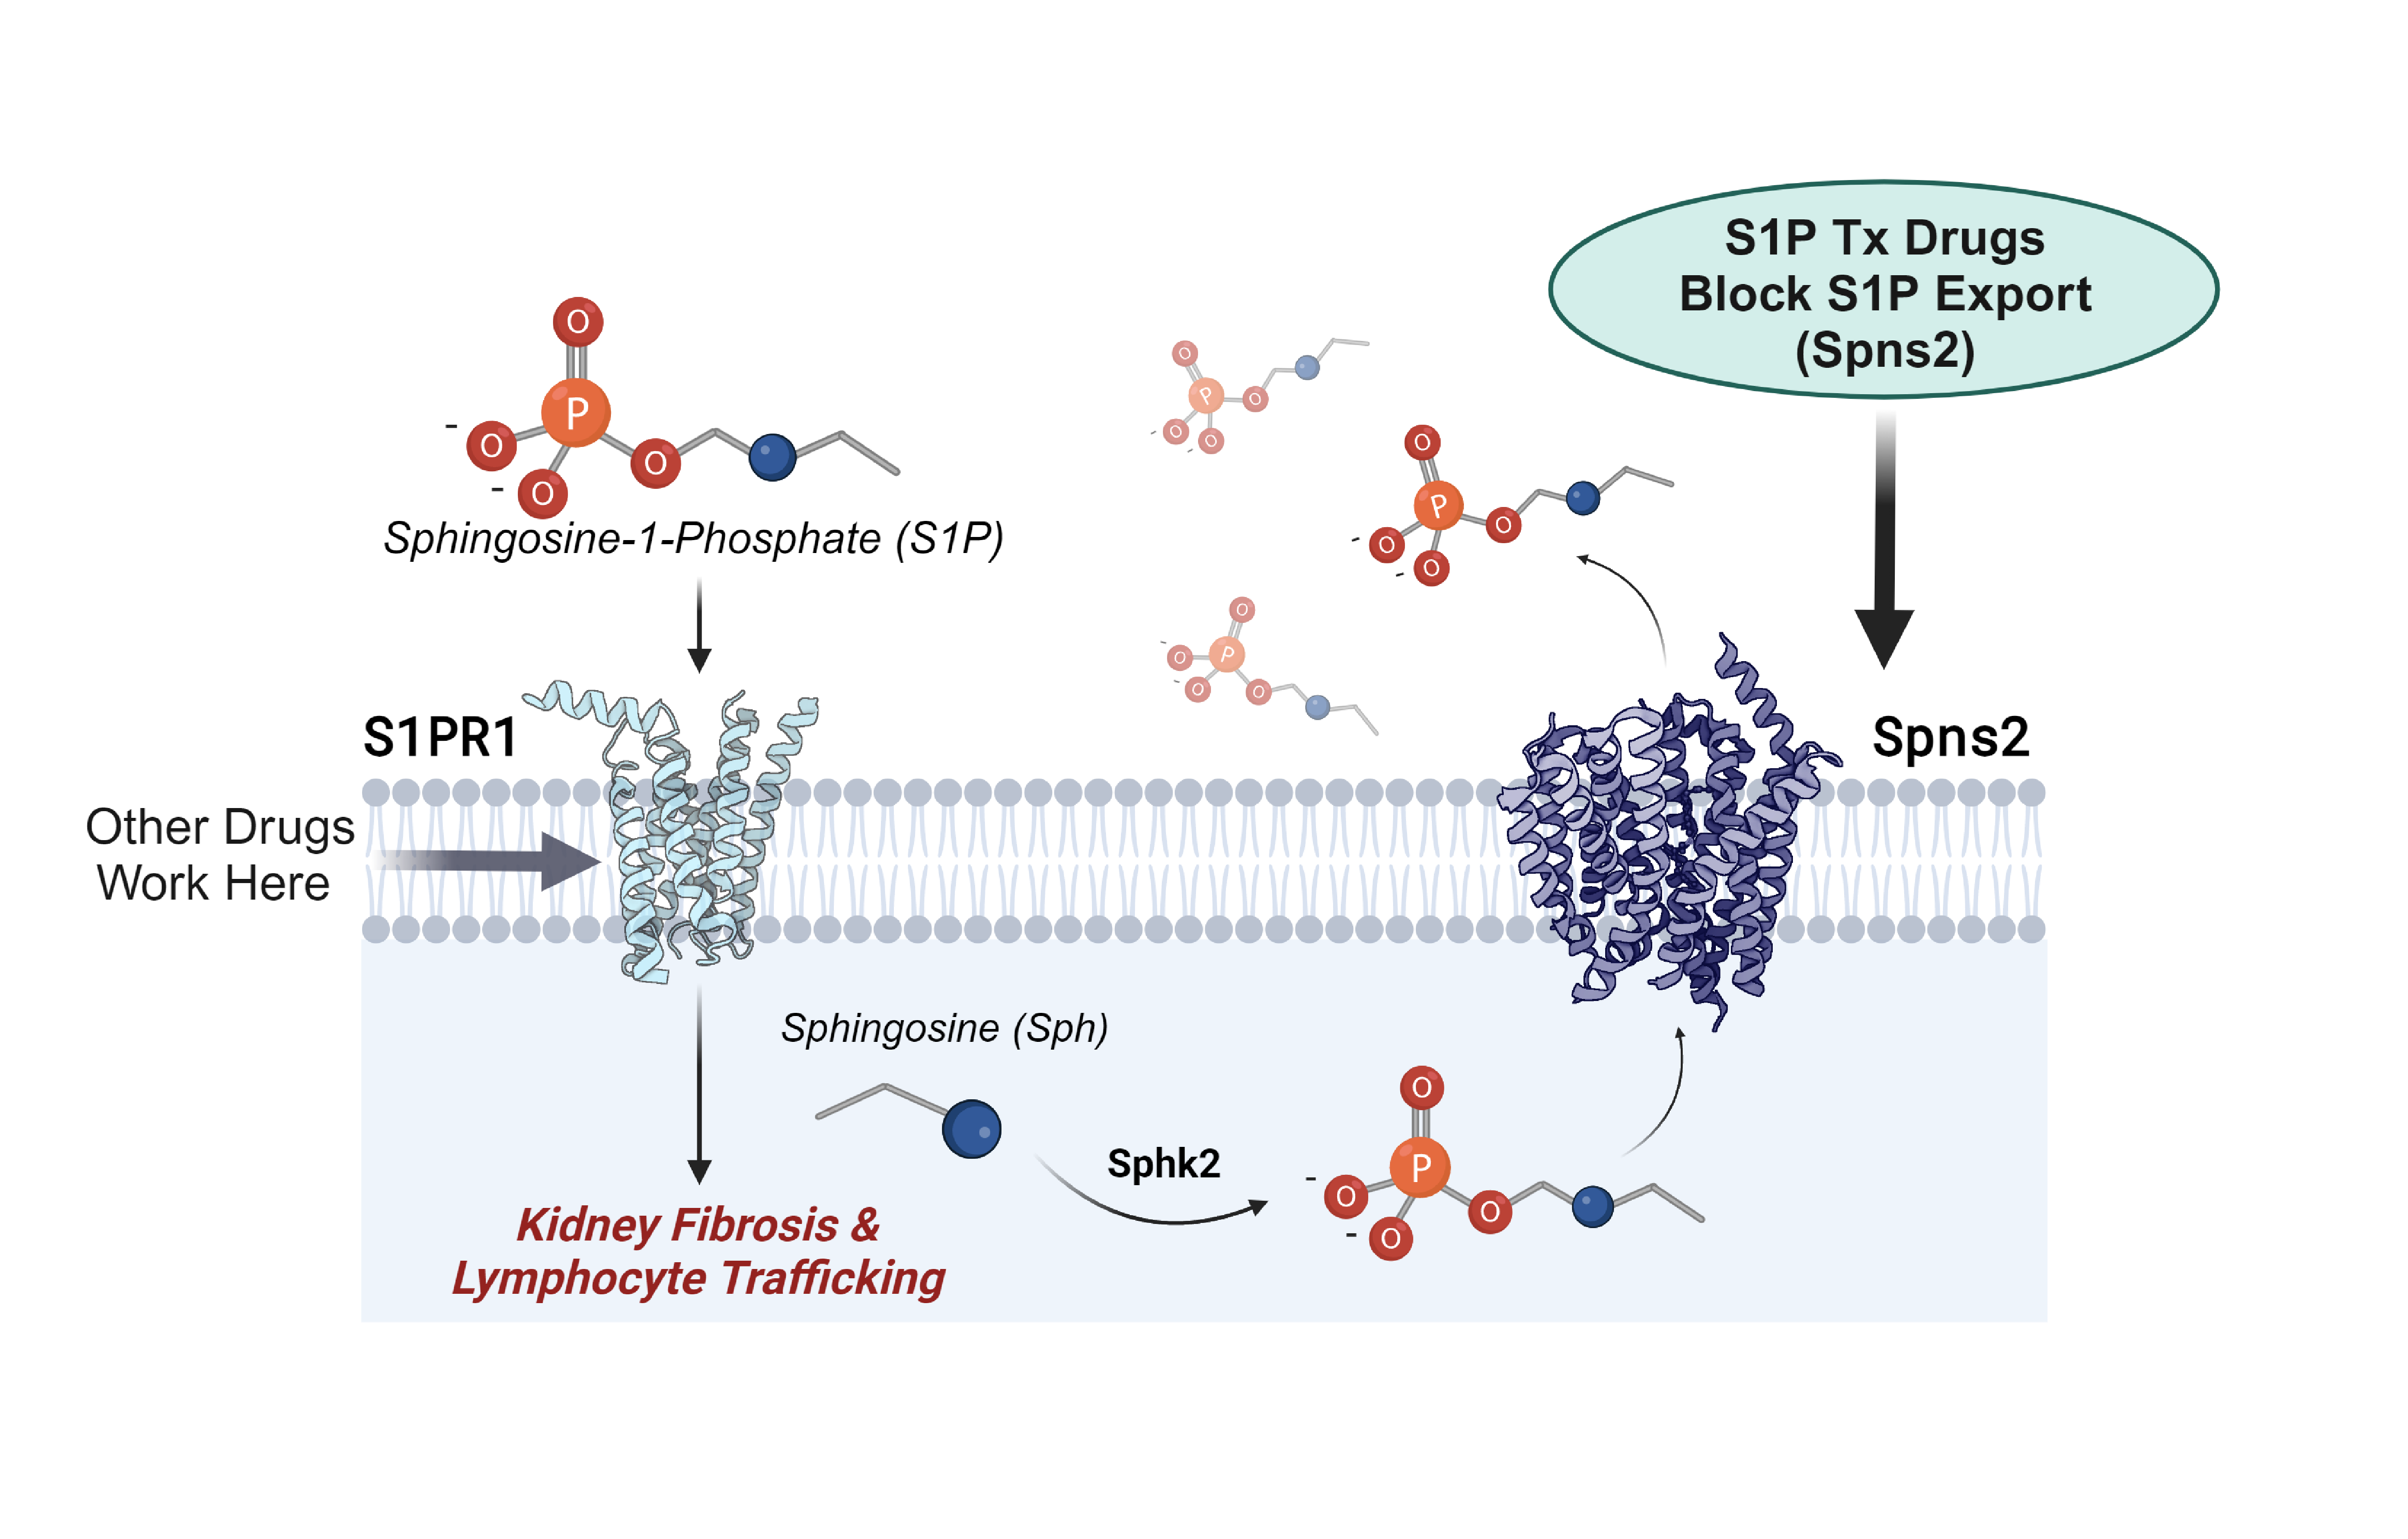 S1P Tx Drugs
Block S1P Export
(Spns2)
O
P
O
O
O
-
-
Sphingosine-1-Phosphate (S1P)
O
P
O
O
O
-
-
O
P
O
O
O
-
-
O
P
O
O
O
-
-
S1PR1
Spns2
Other Drugs
Work Here
Sphingosine (Sph)
Sphk2
O
P
O
O
O
-
-
Kidney Fibrosis &
Lymphocyte Trafficking